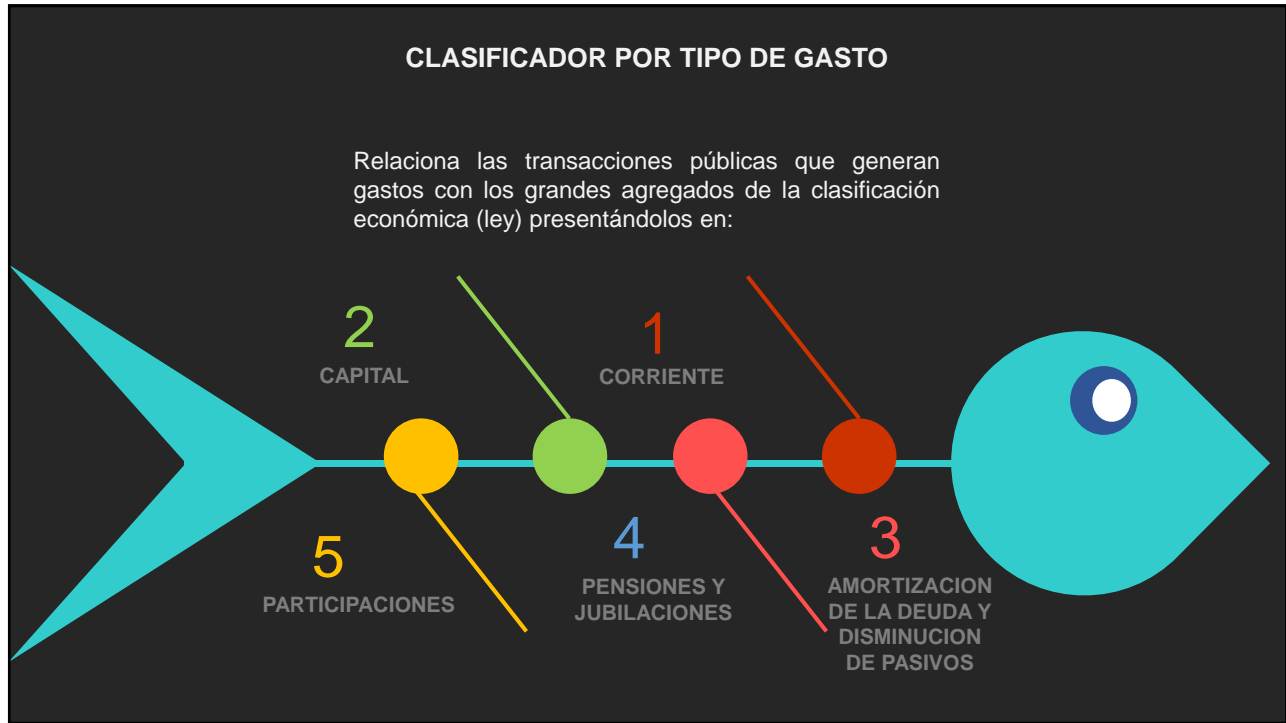 CLASIFICADOR POR TIPO DE GASTO
Relaciona las transacciones públicas que generan
gastos con los grandes agregados de la clasificación
económica (ley) presentándolos en:
2
CAPITAL
1
CORRIENTE
5
PARTICIPACIONES
4
PENSIONES Y
JUBILACIONES
3
AMORTIZACION
DE LA DEUDA Y
DISMINUCION
DE PASIVOS